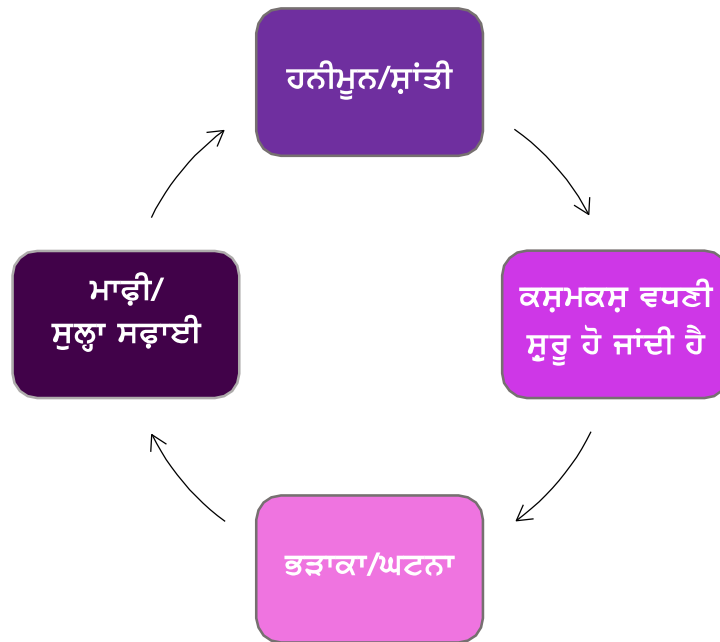 ਹਨੀਮੂਨ/ਸ਼ਾਂਤੀ
ਕਸ਼ਮਕਸ਼ ਵਧਣੀ
ਸ਼ੁਰੂ ਹੋ ਜਾਂਦੀ ਹੈ
ਭੜਾਕਾ/ਘਟਨਾ
ਮਾਫ਼ੀ/
ਸੁਲ੍ਹਾ ਸਫ਼ਾਈ